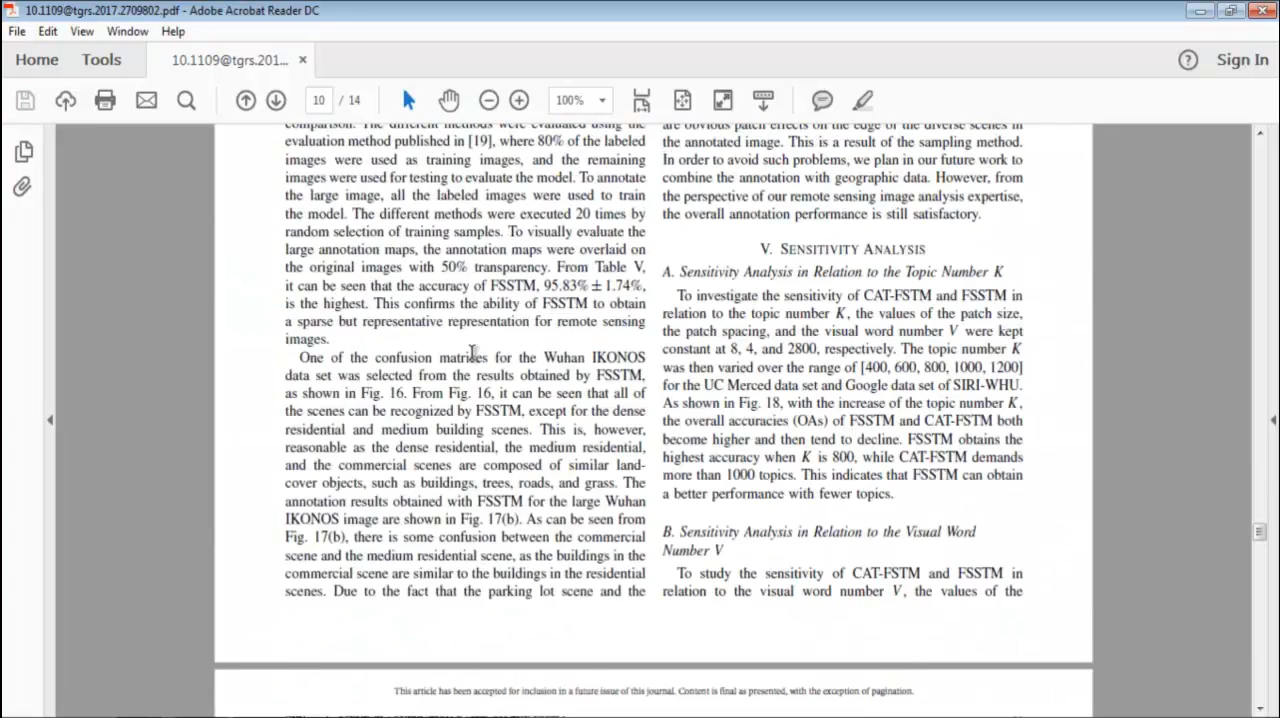 10.1109@tgrs.2017.2709802.pdf - Adobe Acrobat Reader DC
File Edit View Window Help
Home Tools 10.1109@tgrs.201... × Sign In
10 / 14 100%
comparison. The different methods were evaluated using the
evaluation method published in [19], where 80% of the labeled
images were used as training images, and the remaining
images were used for testing to evaluate the model. To annotate
the large image, all the labeled images were used to train
the model. The different methods were executed 20 times by
random selection of training samples. To visually evaluate the
large annotation maps, the annotation maps were overlaid on
the original images with 50% transparency. From Table V,
it can be seen that the accuracy of FSSTM, 95.83% ± 1.74%,
is the highest. This confirms the ability of FSSTM to obtain
a sparse but representative representation for remote sensing
images.
One of the confusion matrices for the Wuhan IKONOS
data set was selected from the results obtained by FSSTM,
as shown in Fig. 16. From Fig. 16, it can be seen that all of
the scenes can be recognized by FSSTM, except for the dense
residential and medium building scenes. This is, however,
reasonable as the dense residential, the medium residential,
and the commercial scenes are composed of similar land-
cover objects, such as buildings, trees, roads, and grass. The
annotation results obtained with FSSTM for the large Wuhan
IKONOS image are shown in Fig. 17(b). As can be seen from
Fig. 17(b), there is some confusion between the commercial
scene and the medium residential scene, as the buildings in the
commercial scene are similar to the buildings in the residential
scenes. Due to the fact that the parking lot scene and the
are obvious patch effects on the edge of the diverse scenes in
the annotated image. This is a result of the sampling method.
In order to avoid such problems, we plan in our future work to
combine the annotation with geographic data. However, from
the perspective of our remote sensing image analysis expertise,
the overall annotation performance is still satisfactory.
V. SENSITIVITY ANALYSIS
A. Sensitivity Analysis in Relation to the Topic Number K
To investigate the sensitivity of CAT-FSTM and FSSTM in
relation to the topic number K, the values of the patch size,
the patch spacing, and the visual word number V were kept
constant at 8, 4, and 2800, respectively. The topic number K
was then varied over the range of [400, 600, 800, 1000, 1200]
for the UC Merced data set and Google data set of SIRI-WHU.
As shown in Fig. 18, with the increase of the topic number K,
the overall accuracies (OAs) of FSSTM and CAT-FSTM both
become higher and then tend to decline. FSSTM obtains the
highest accuracy when K is 800, while CAT-FSTM demands
more than 1000 topics. This indicates that FSSTM can obtain
a better performance with fewer topics.
B. Sensitivity Analysis in Relation to the Visual Word
Number V
To study the sensitivity of CAT-FSTM and FSSTM in
relation to the visual word number V, the values of the
This article has been accepted for inclusion in a future issue of this journal. Content is final as presented, with the exception of pagination.